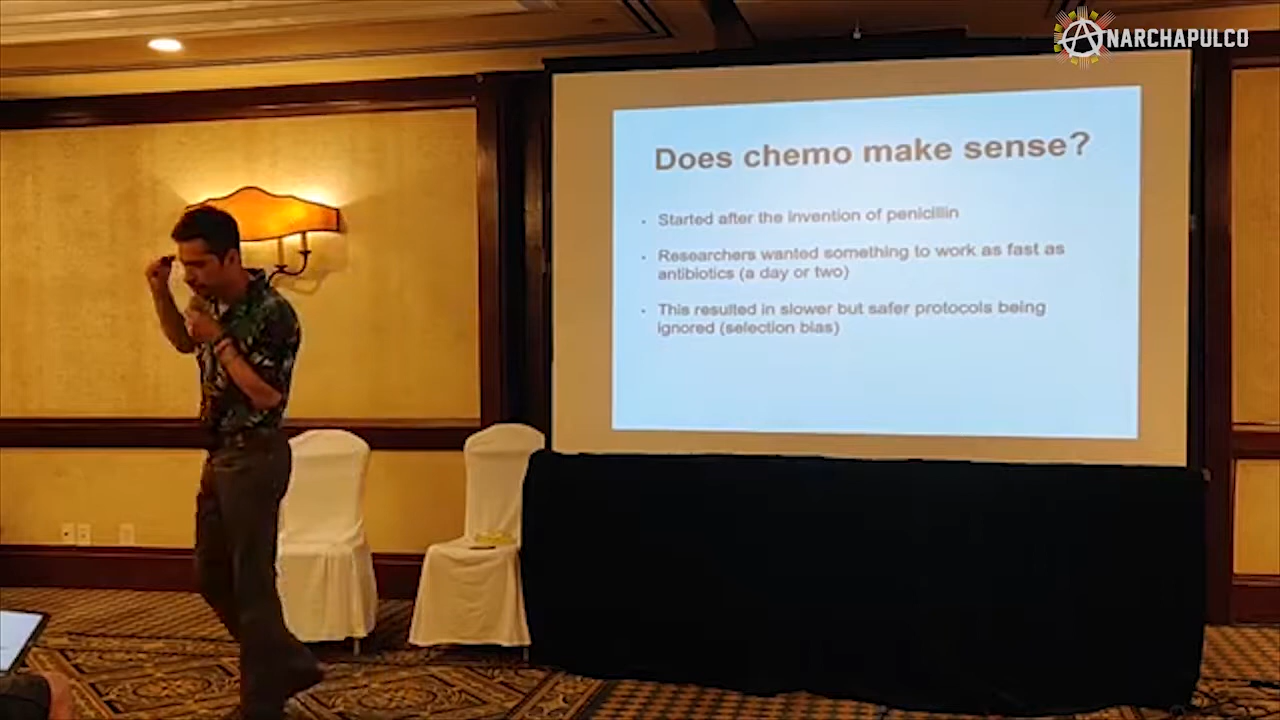 ANARCHAPULCO
Does chemo make sense?
• Started after the invention of penicillin
• Researchers wanted something to work as fast as
antibiotics (a day or two)
• This resulted in slower but safer protocols being
ignored (selection bias)